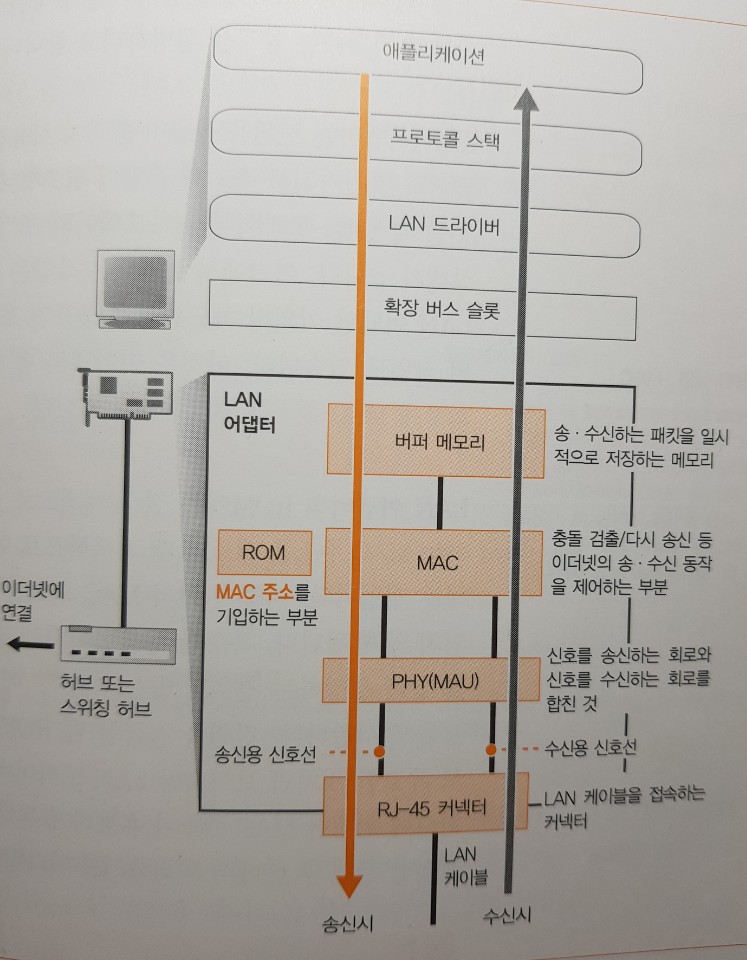 애플리케이션
프로토콜 스택
LAN 드라이버
확장 버스 슬롯
LAN
어댑터
버퍼 메모리
송 · 수신하는 패킷을 일시
적으로 저장하는 메모리
ROM
MAC 주소를
기입하는 부분
MAC
충돌 검출/다시 송신 등
이더넷의 송 · 수신 동작
을 제어하는 부분
이더넷에
연결
허브 또는
스위칭 허브
PHY(MAU)
신호를 송신하는 회로와
신호를 수신하는 회로를
합친 것
송신용 신호선
수신용 신호선
RJ-45 커넥터
LAN 케이블을 접속하는
커넥터
LAN
케이블
송신시
수신시